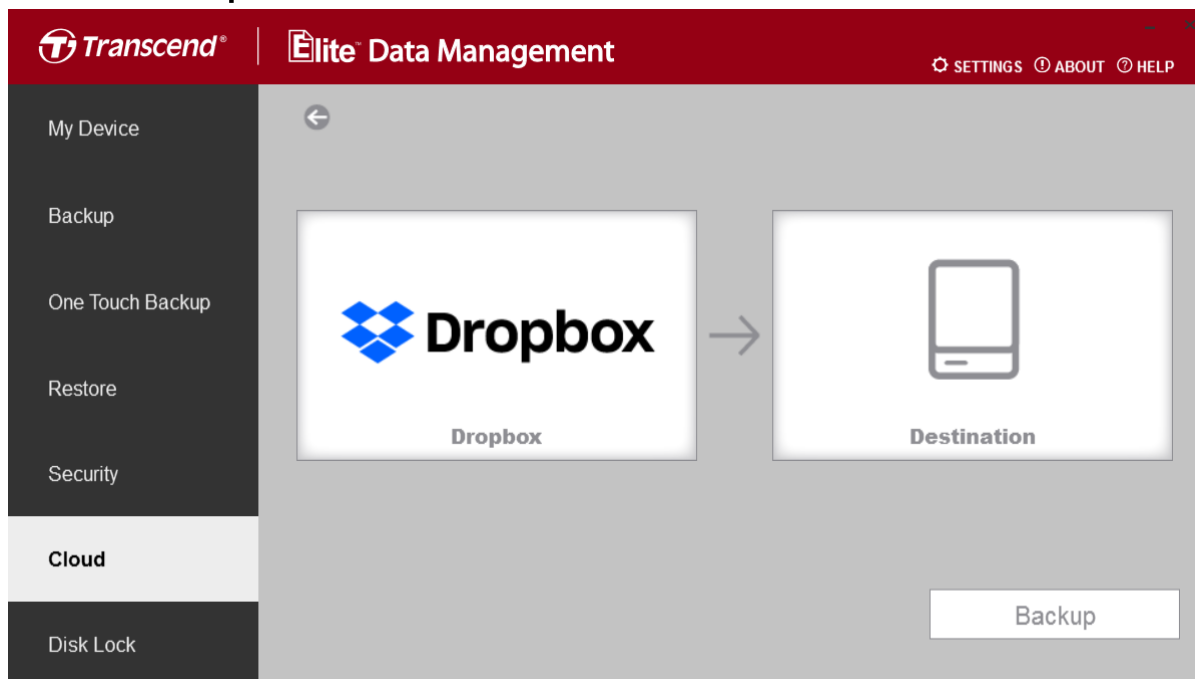 Transcend®
Elite™ Data Management
SETTINGS ABOUT HELP
My Device
Backup
One Touch Backup
Restore
Security
Cloud
Disk Lock
Dropbox
Dropbox
Destination
Backup